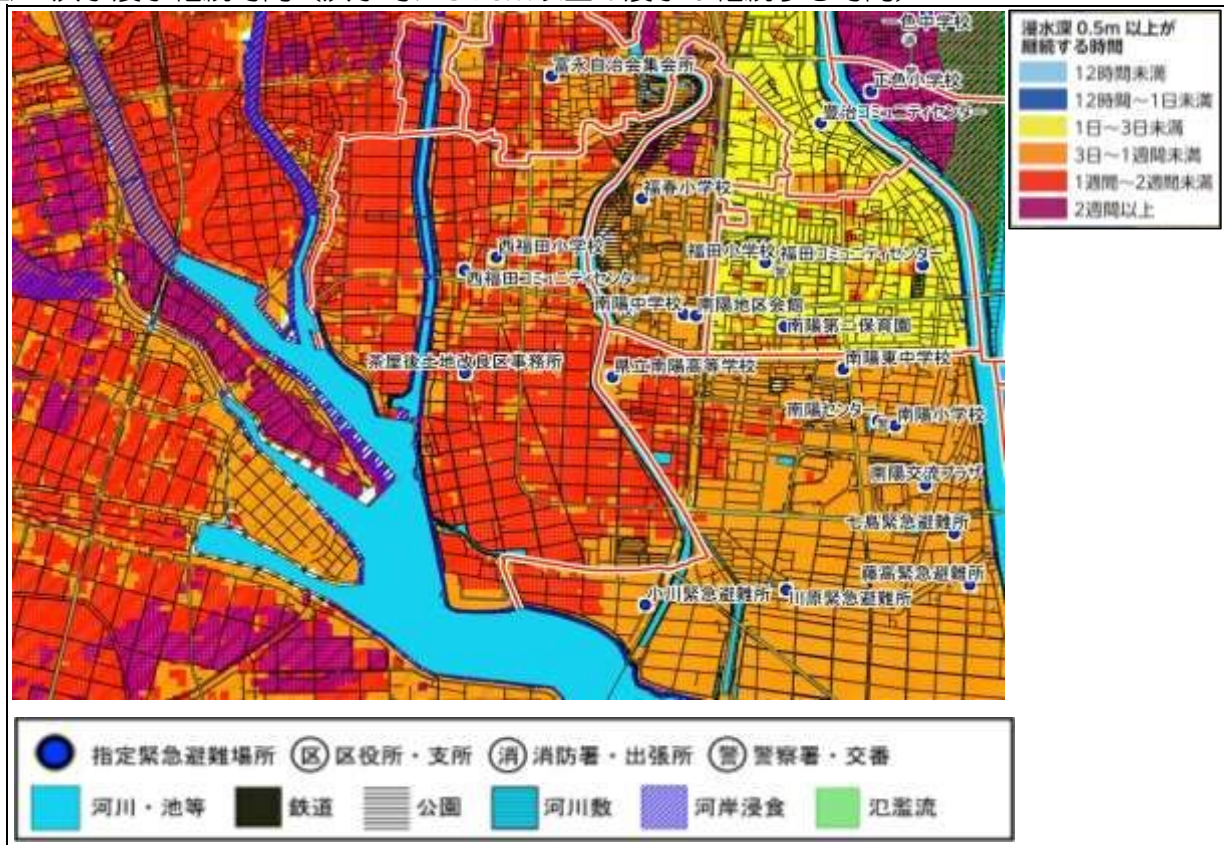 一色中学校
正色小学校
富永自治会集会所
豊治コミュニティセンター
福春小学校
西福田小学校
福田小学校
福田コミュニティセンター
西福田コミュニティセンター
南陽中学校
南陽地区会館
南陽第二保育園
茶屋後土地改良区事務所
県立南陽高等学校
南陽東中学校
南陽センター
南陽小学校
南陽交流プラザ
七島緊急避難所
藤高緊急避難所
小川緊急避難所
川原緊急避難所
浸水深 0.5m 以上が
継続する時間
12時間未満
12時間～1日未満
1日～3日未満
3日～1週間未満
1週間～2週間未満
2週間以上
指定緊急避難場所 区 区役所・支所 消 消防署・出張所 警 警察署・交番
河川・池等 鉄道 公園 河川敷 河岸浸食 氾濫流